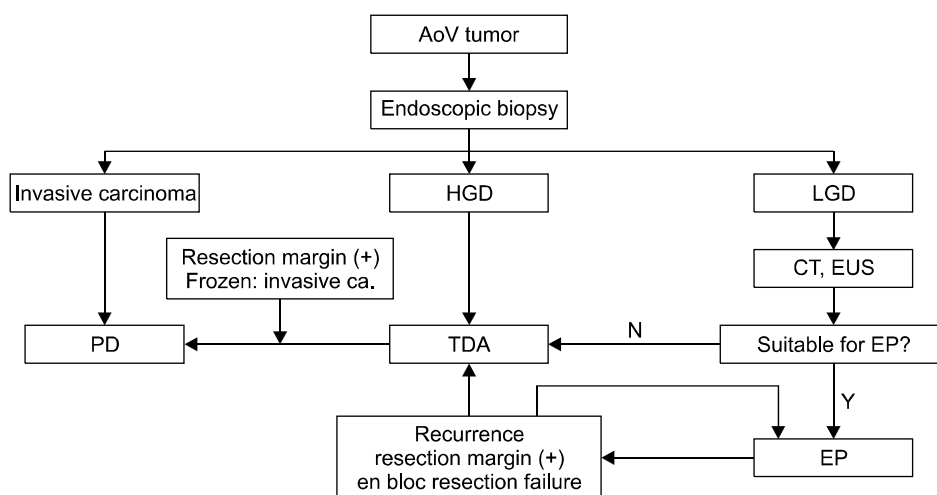 AoV tumor
Endoscopic biopsy
Invasive carcinoma
HGD
LGD
Resection margin (+)
Frozen: invasive ca.
CT, EUS
PD
TDA
N
Suitable for EP?
Y
Recurrence
resection margin (+)
en bloc resection failure
EP